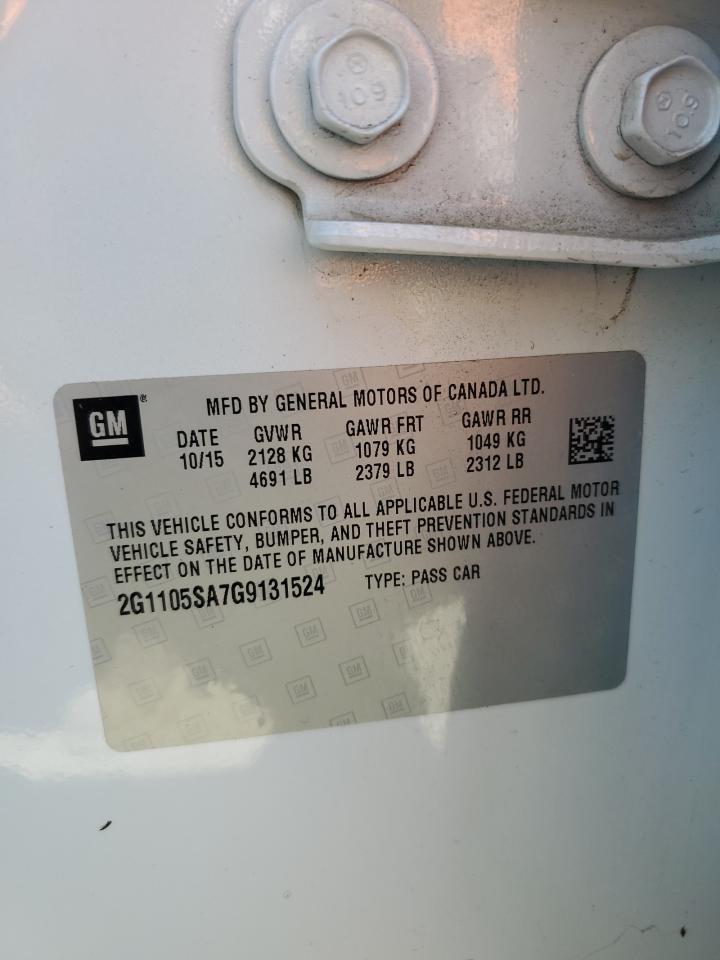 109
109
GM®
MFD BY GENERAL MOTORS OF CANADA LTD.
DATE GVWR GAWR FRT GAWR RR
10/15 2128 KG 1079 KG 1049 KG
4691 LB 2379 LB 2312 LB
THIS VEHICLE CONFORMS TO ALL APPLICABLE U.S. FEDERAL MOTOR
VEHICLE SAFETY, BUMPER, AND THEFT PREVENTION STANDARDS IN
EFFECT ON THE DATE OF MANUFACTURE SHOWN ABOVE.
2G1105SA7G9131524 TYPE: PASS CAR